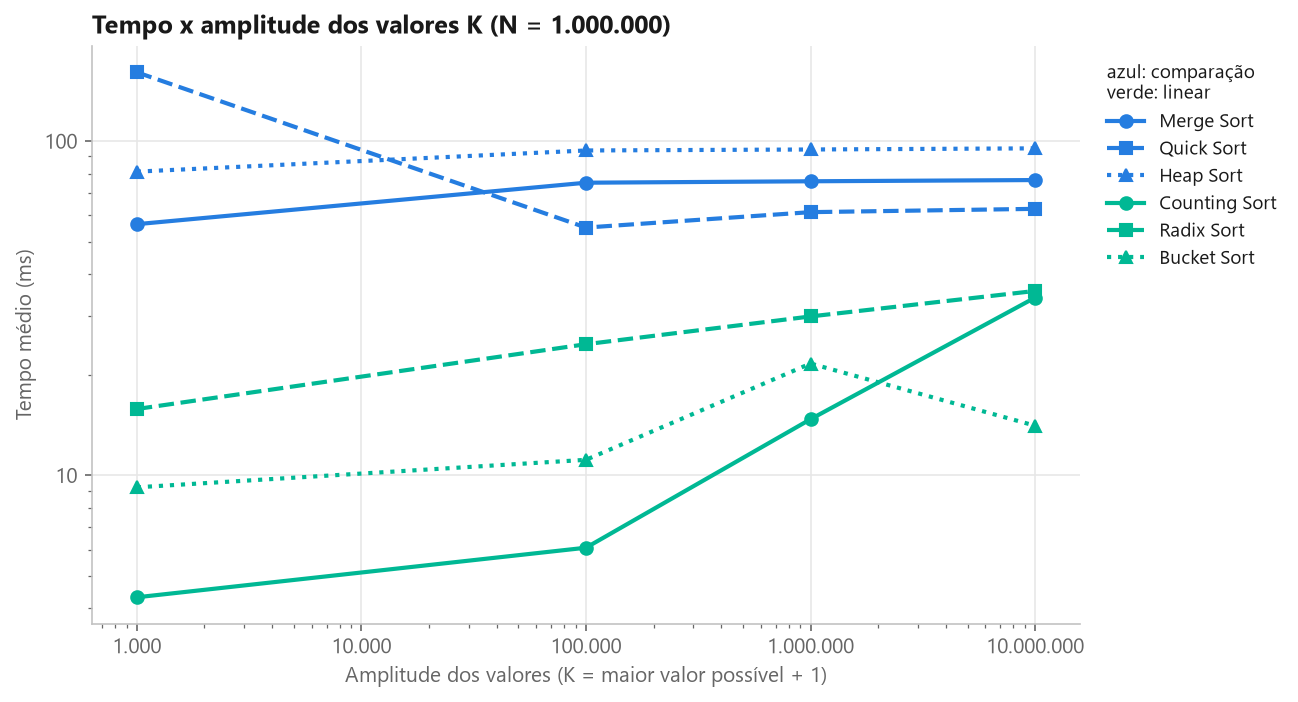 Tempo x amplitude dos valores K (N = 1.000.000)
azul: comparação
verde: linear
Merge Sort
Quick Sort
Heap Sort
Counting Sort
Radix Sort
Bucket Sort
Tempo médio (ms)
100
10
1.000
10.000
100.000
1.000.000
10.000.000
Amplitude dos valores (K = maior valor possível + 1)